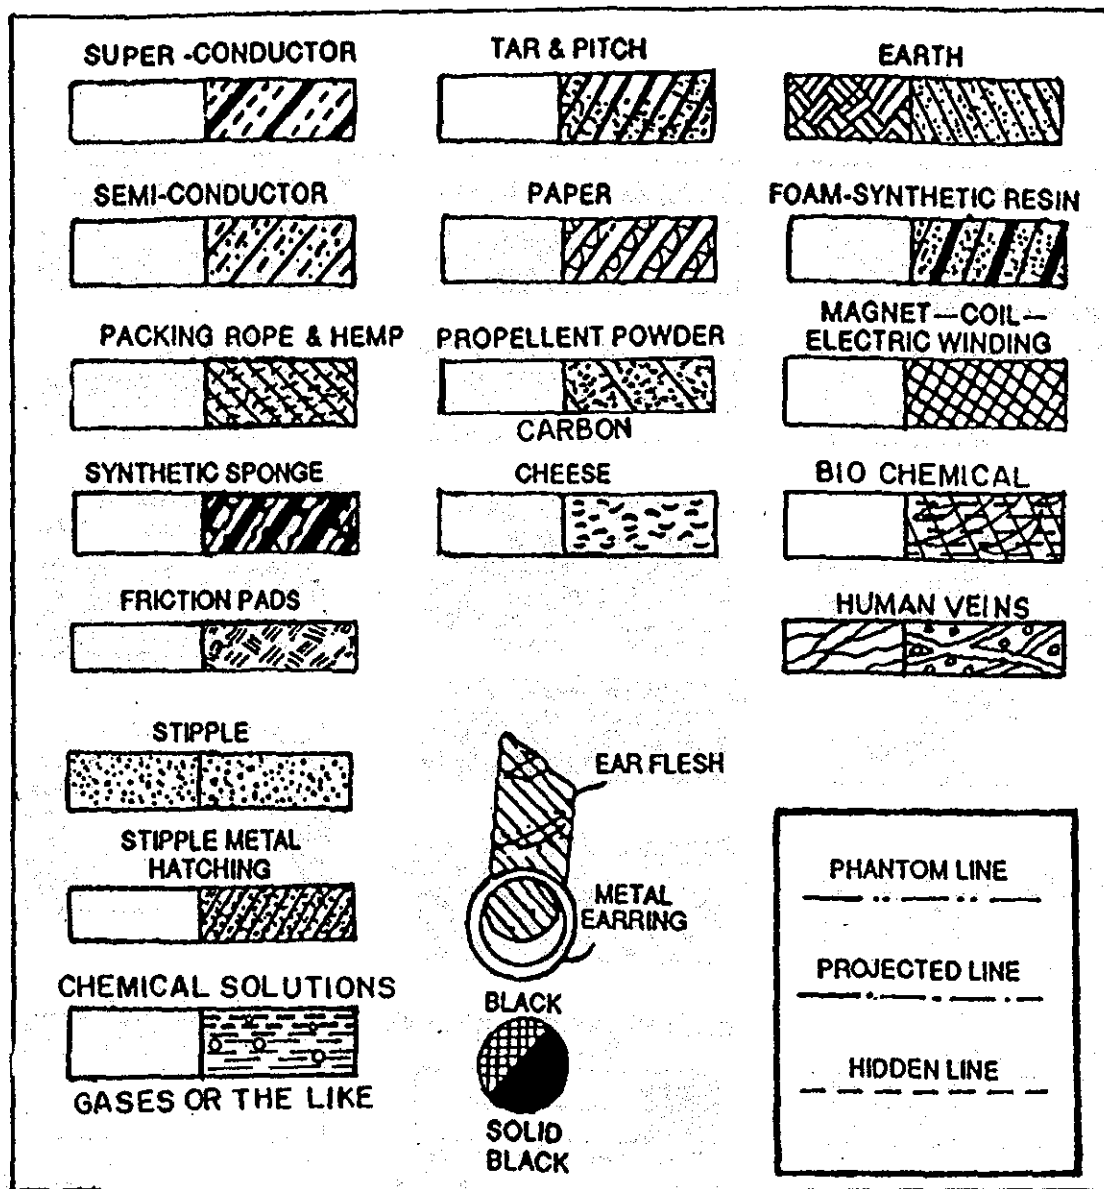 SUPER -CONDUCTOR
TAR & PITCH
EARTH
SEMI-CONDUCTOR
PAPER
FOAM-SYNTHETIC RESIN
PACKING ROPE & HEMP
PROPELLENT POWDER
CARBON
MAGNET—COIL—
ELECTRIC WINDING
SYNTHETIC SPONGE
CHEESE
BIO CHEMICAL
FRICTION PADS
HUMAN VEINS
STIPPLE
EAR FLESH
STIPPLE METAL
HATCHING
METAL
EARRING
PHANTOM LINE
PROJECTED LINE
HIDDEN LINE
CHEMICAL SOLUTIONS
GASES OR THE LIKE
BLACK
SOLID
BLACK